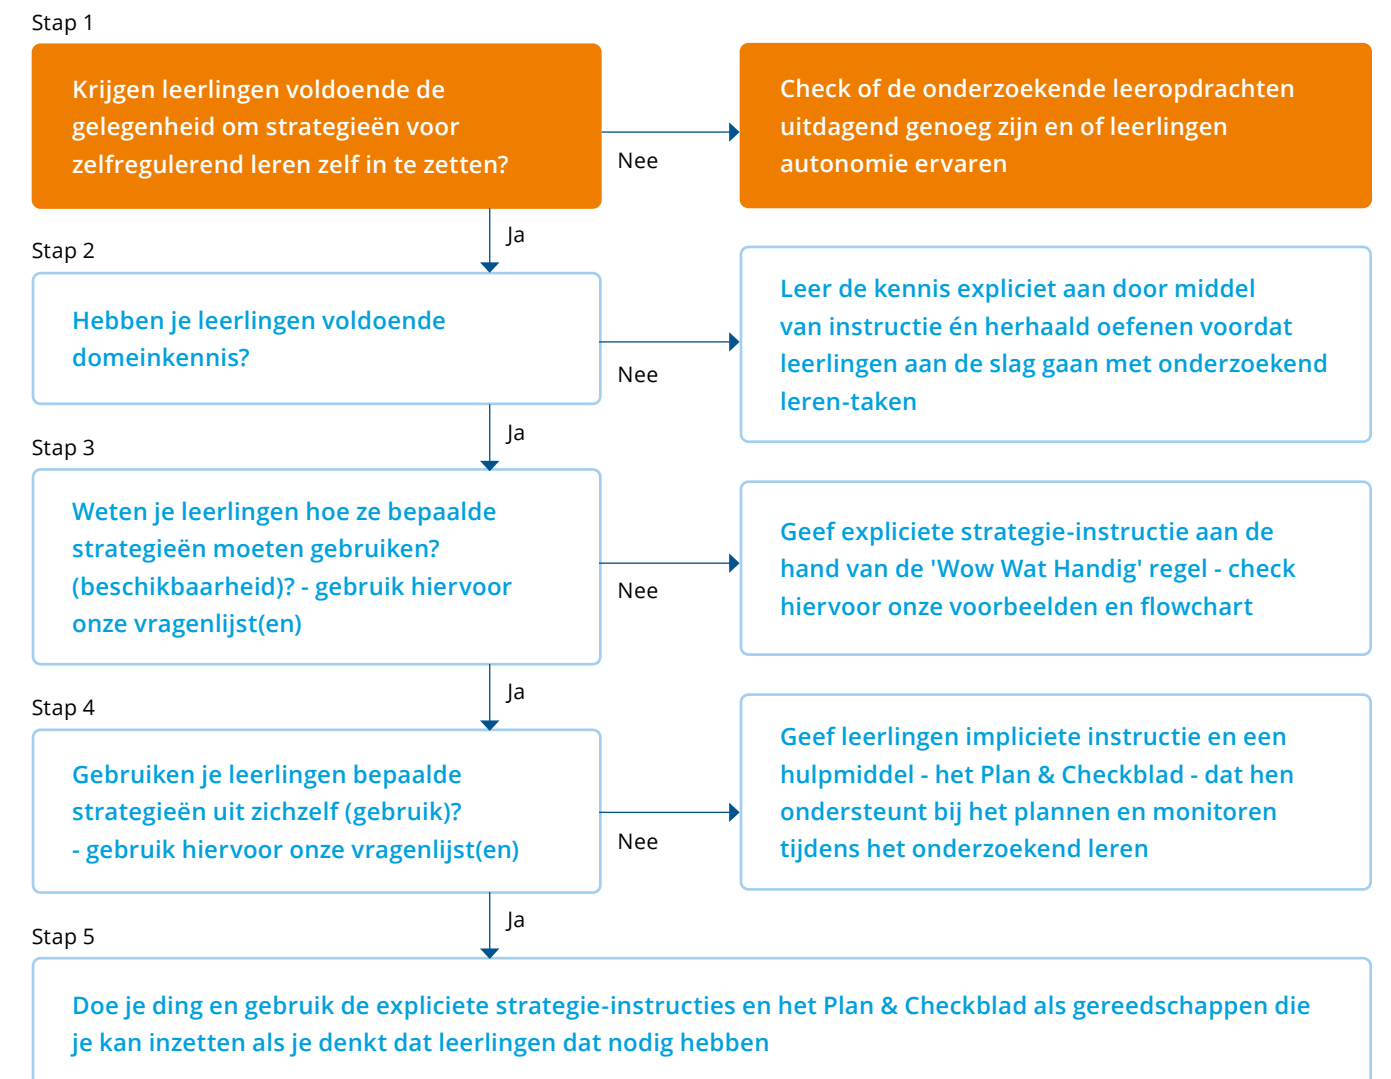 Stap 1
Krijgen leerlingen voldoende de
gelegenheid om strategieën voor
zelfregulerend leren zelf in te zetten?
Nee
Check of de onderzoekende leeropdrachten
uitdagend genoeg zijn en of leerlingen
autonomie ervaren
Ja
Stap 2
Hebben je leerlingen voldoende
domeinkennis?
Nee
Leer de kennis expliciet aan door middel
van instructie én herhaald oefenen voordat
leerlingen aan de slag gaan met onderzoekend
leren-taken
Ja
Stap 3
Weten je leerlingen hoe ze bepaalde
strategieën moeten gebruiken?
(beschikbaarheid)? - gebruik hiervoor
onze vragenlijst(en)
Nee
Geef expliciete strategie-instructie aan de
hand van de 'Wow Wat Handig' regel - check
hiervoor onze voorbeelden en flowchart
Ja
Stap 4
Gebruiken je leerlingen bepaalde
strategieën uit zichzelf (gebruik)?
- gebruik hiervoor onze vragenlijst(en)
Nee
Geef leerlingen impliciete instructie en een
hulpmiddel - het Plan & Checkblad - dat hen
ondersteunt bij het plannen en monitoren
tijdens het onderzoekend leren
Ja
Stap 5
Doe je ding en gebruik de expliciete strategie-instructies en het Plan & Checkblad als gereedschappen die
je kan inzetten als je denkt dat leerlingen dat nodig hebben